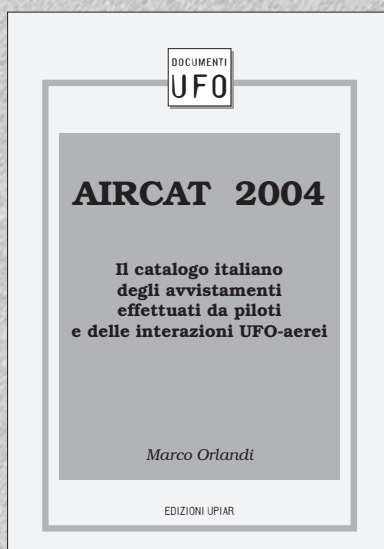 DOCUMENTI
UFO
AIRCAT 2004
Il catalogo italiano
degli avvistamenti
effettuati da piloti
e delle interazioni UFO-aerei
Marco Orlandi
EDIZIONI UPIAR